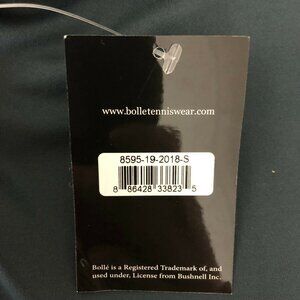 www.bolletenniswear.com
8595-19-2018-S
8 86428 33823 5
Bollé is a Registered Trademark of, and
used under, License from Bushnell Inc.